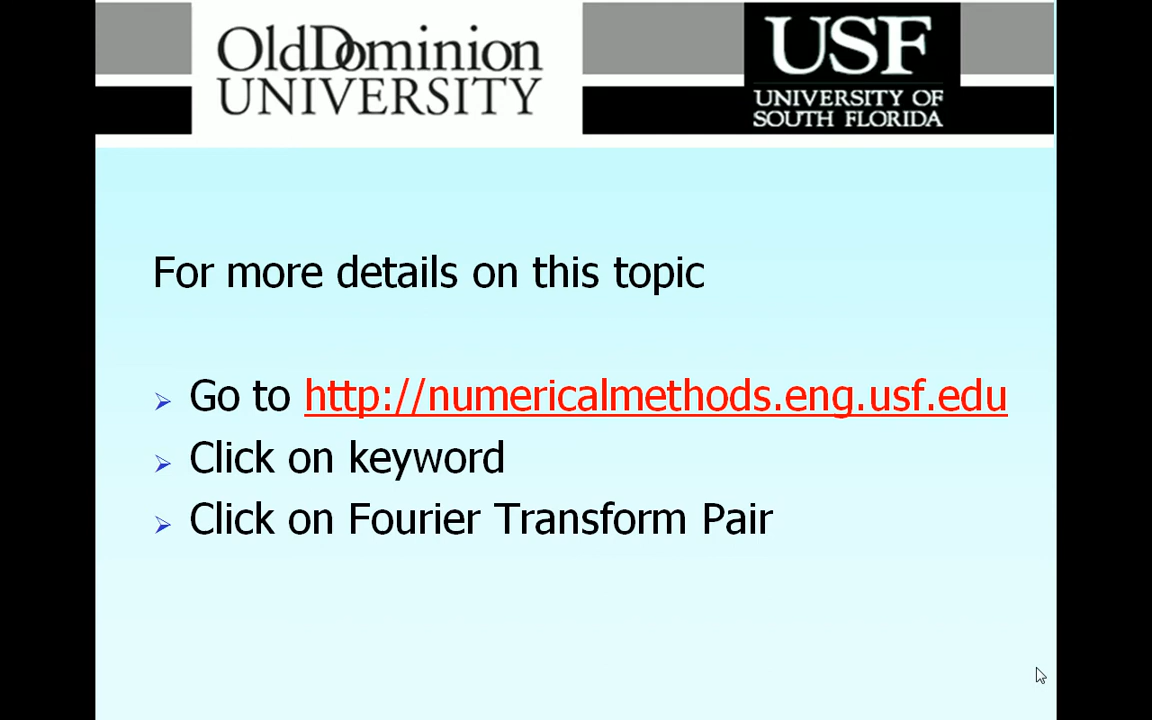 OldDominion
UNIVERSITY
USF
UNIVERSITY OF
SOUTH FLORIDA
For more details on this topic
Go to http://numericalmethods.eng.usf.edu
Click on keyword
Click on Fourier Transform Pair